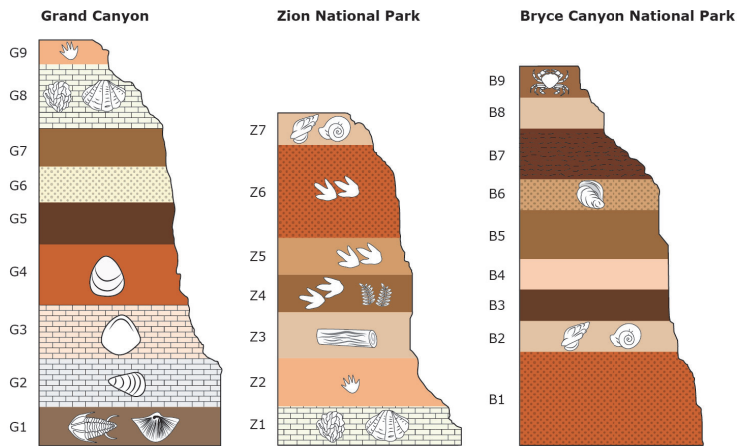 Grand Canyon
G9
G8
G7
G6
G5
G4
G3
G2
G1
Zion National Park
Z7
Z6
Z5
Z4
Z3
Z2
Z1
Bryce Canyon National Park
B9
B8
B7
B6
B5
B4
B3
B2
B1